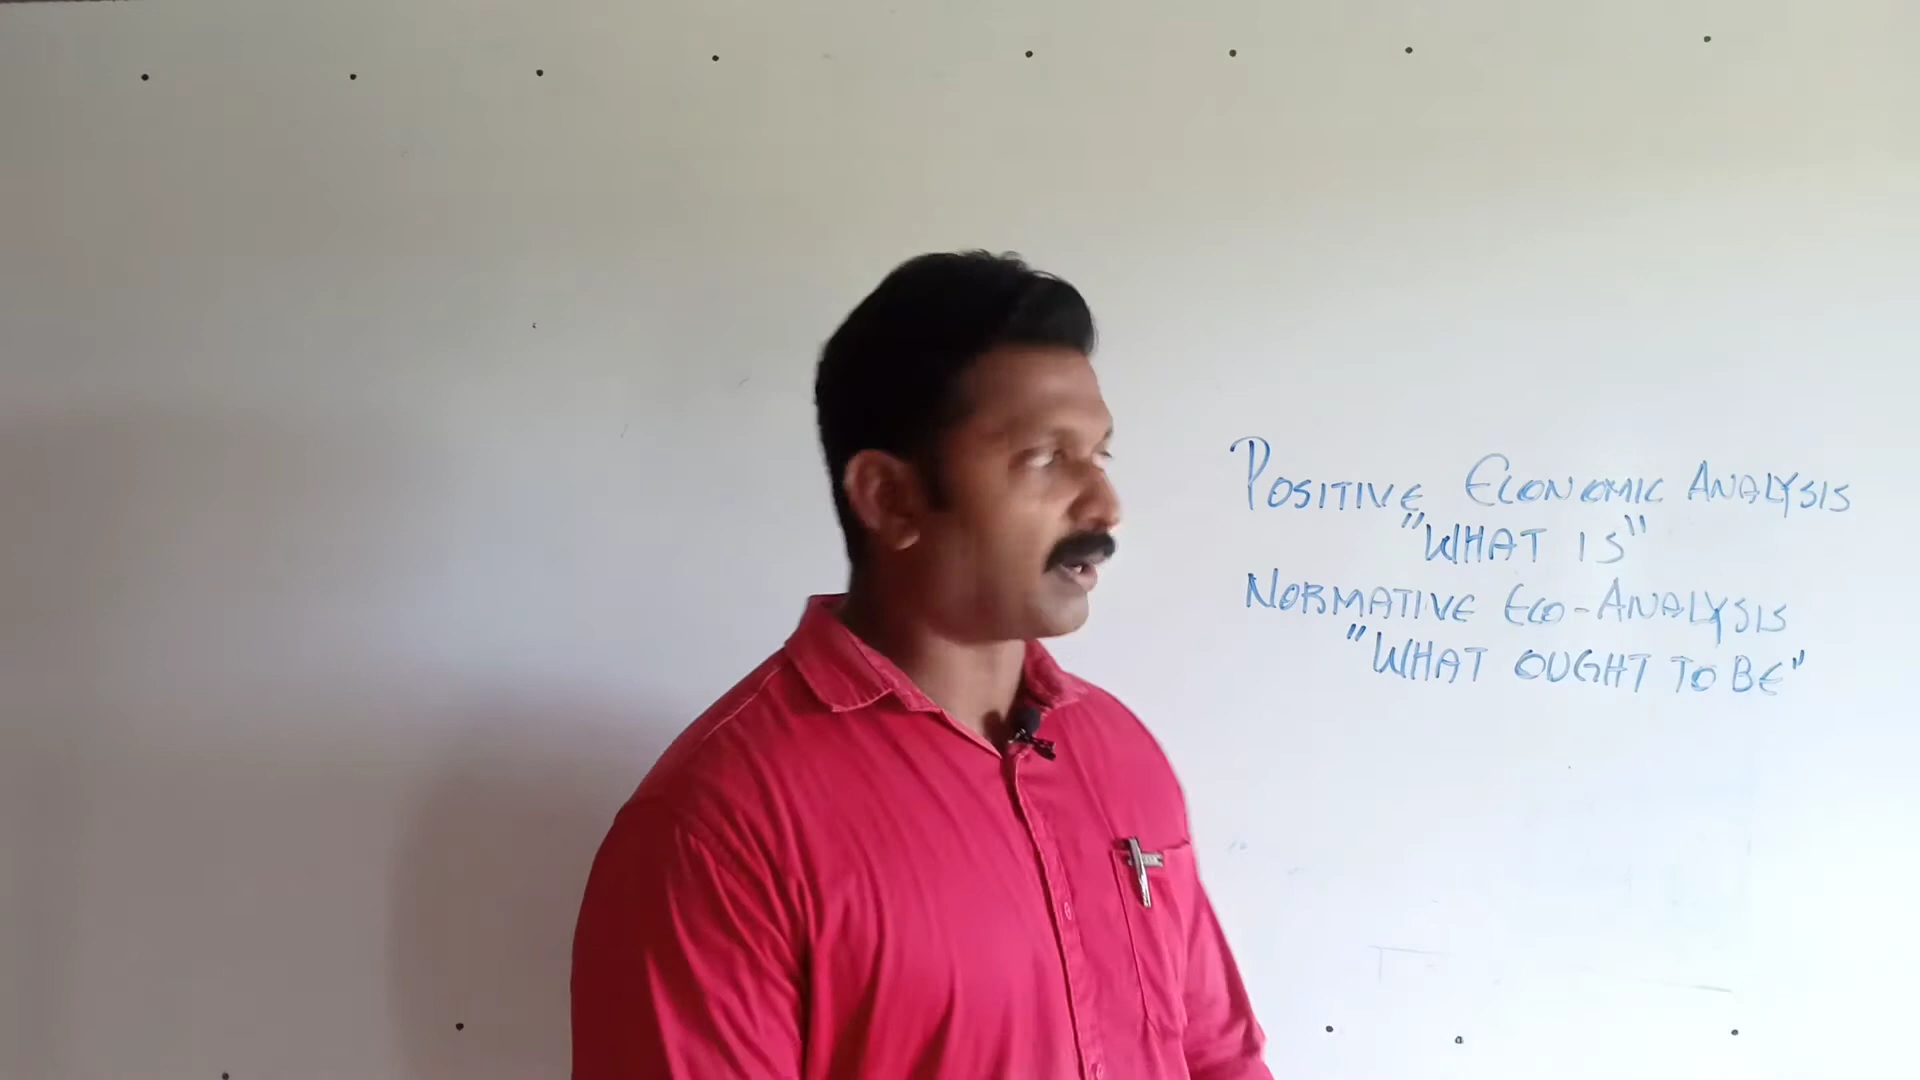 POSITIVE ECONOMIC ANALYSIS
"WHAT IS"
NORMATIVE ECO-ANALYSIS
"WHAT OUGHT TO BE"